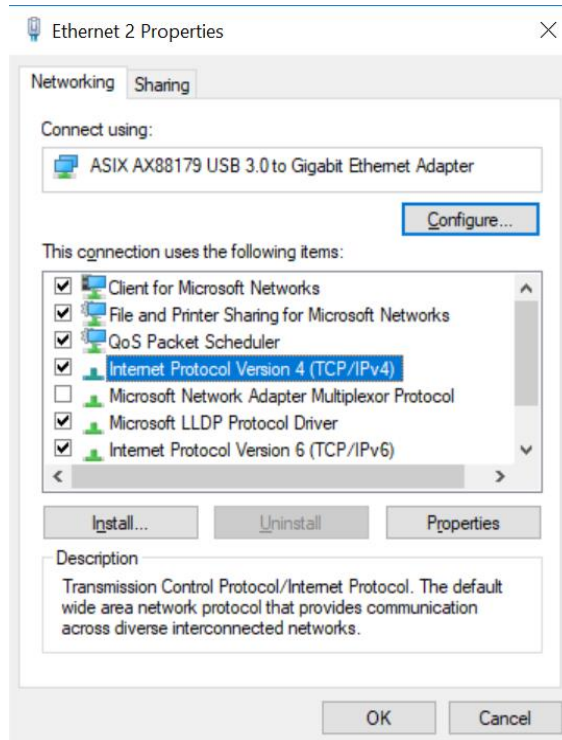 Ethernet 2 Properties
Networking
Sharing
Connect using:
ASIX AX88179 USB 3.0 to Gigabit Ethernet Adapter
Configure...
This connection uses the following items:
Client for Microsoft Networks
File and Printer Sharing for Microsoft Networks
QoS Packet Scheduler
Internet Protocol Version 4 (TCP/IPv4)
Microsoft Network Adapter Multiplexor Protocol
Microsoft LLDP Protocol Driver
Internet Protocol Version 6 (TCP/IPv6)
Install...
Uninstall
Properties
Description
Transmission Control Protocol/Internet Protocol. The default
wide area network protocol that provides communication
across diverse interconnected networks.
OK
Cancel